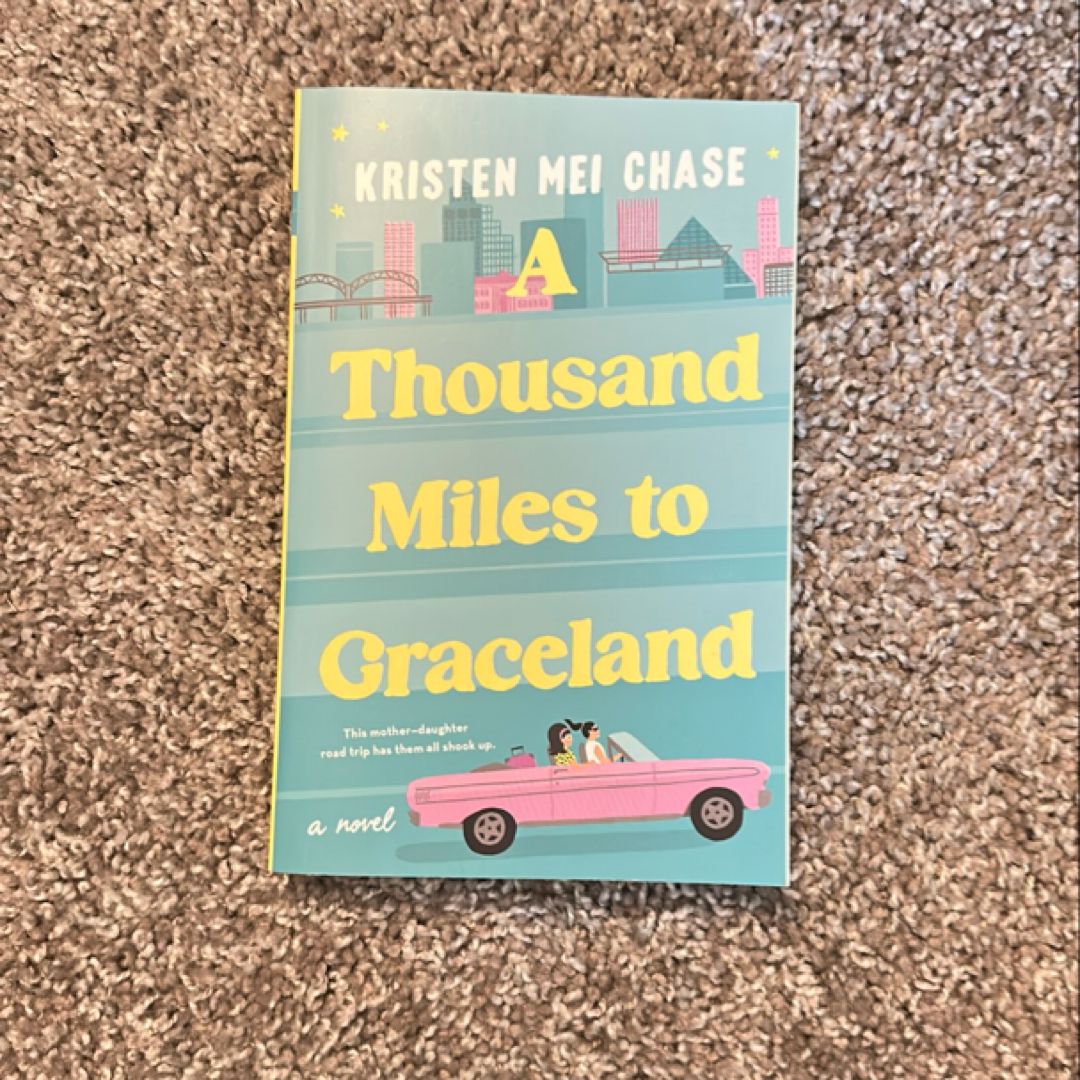 KRISTEN MEI CHASE
A
Thousand
Miles to
Graceland
This mother–daughter
road trip has them all shook up.
a novel